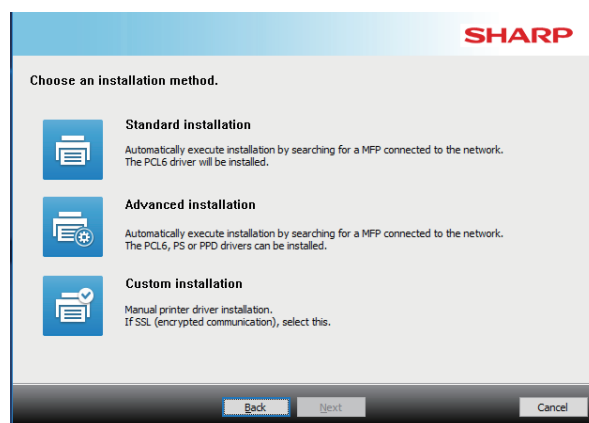 SHARP
Choose an installation method.
Standard installation
Automatically execute installation by searching for a MFP connected to the network.
The PCL6 driver will be installed.
Advanced installation
Automatically execute installation by searching for a MFP connected to the network.
The PCL6, PS or PPD drivers can be installed.
Custom installation
Manual printer driver installation.
If SSL (encrypted communication), select this.
Back Next Cancel